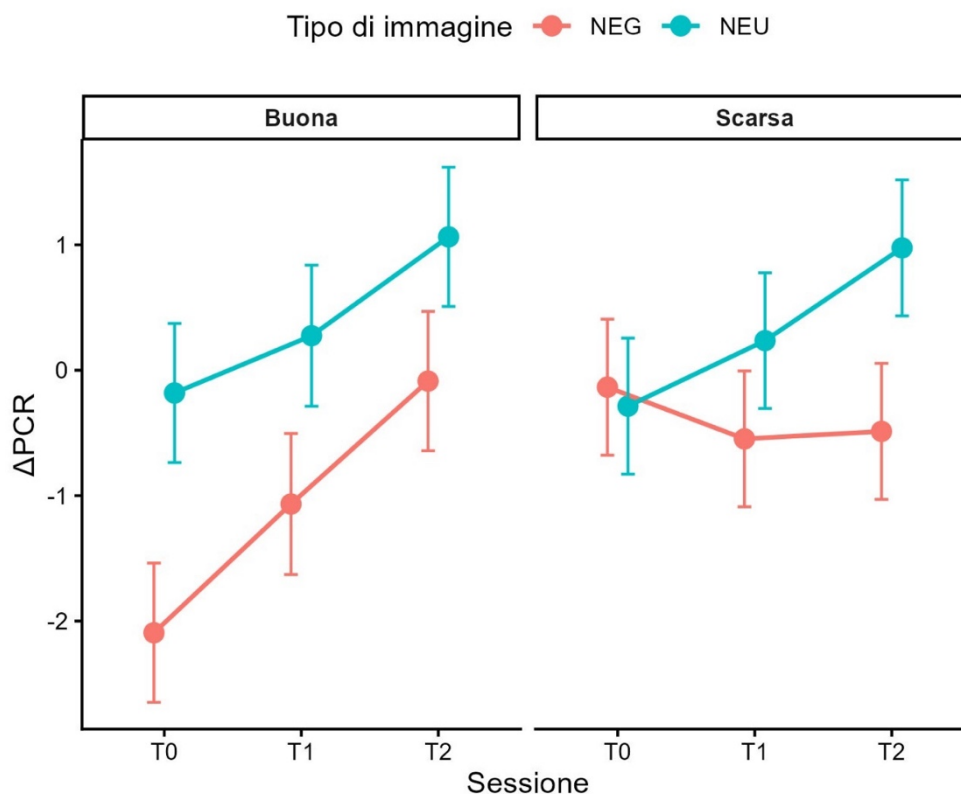 Tipo di immagine NEG NEU
Buona Scarsa
1
0
-1
-2
ΔPCR
T0 T1 T2 T0 T1 T2
Sessione